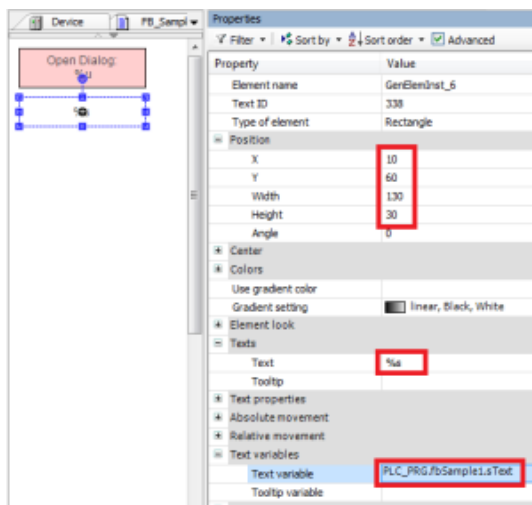 Device FB_Sampl
Open Dialog:
%u
Properties
Filter Sort by Sort order Advanced
Property Value
Element name GenElemInst_6
Text ID 338
Type of element Rectangle
Position
X 10
Y 60
Width 130
Height 30
Angle 0
Center
Colors
Use gradient color
Gradient setting linear, Black, White
Element look
Texts
Text
Tooltip
Text properties
Absolute movement
Relative movement
Text variables
Text variable PLC_PRG.fbSample1.sText
Tooltip variable